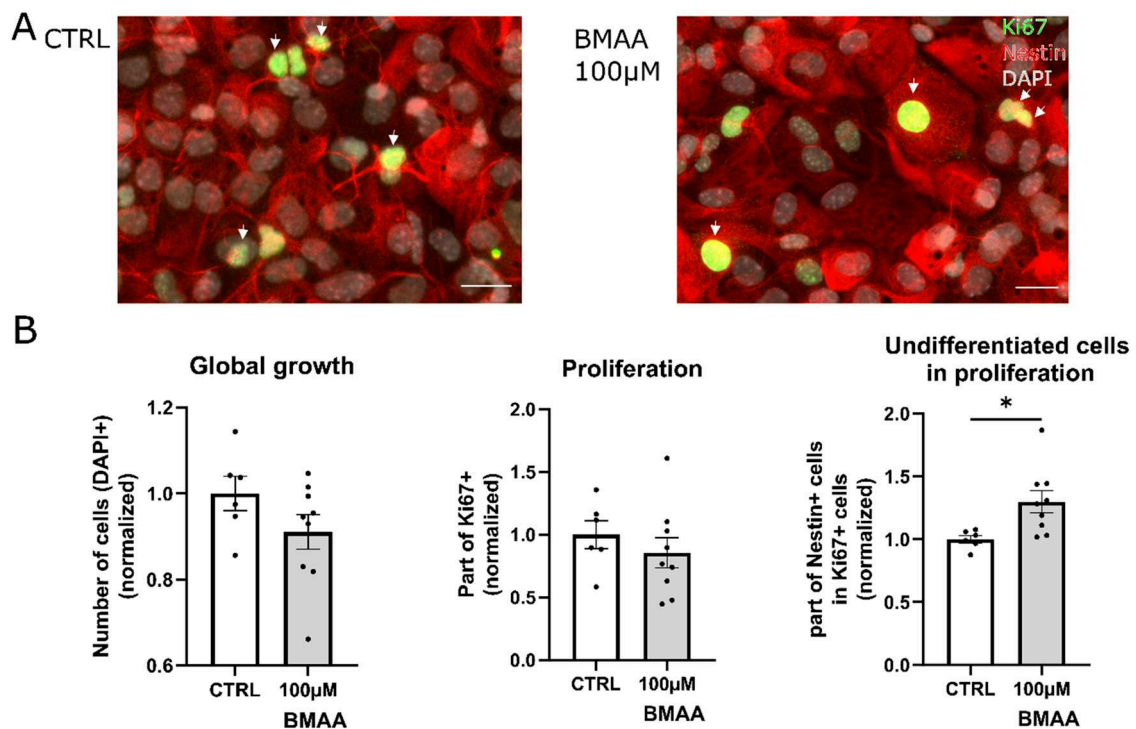 A
CTRL
BMAA
100µM
Ki67
Nestin
DAPI
B
Global growth
Number of cells (DAPI+)
(normalized)
1.2
1.0
0.8
0.6
CTRL
100µM
BMAA
Proliferation
Part of Ki67+
(normalized)
2.0
1.5
1.0
0.5
0.0
CTRL
100µM
BMAA
Undifferentiated cells
in proliferation
part of Nestin+ cells
in Ki67+ cells
(normalized)
2.0
1.5
1.0
0.5
0.0
*
CTRL
100µM
BMAA